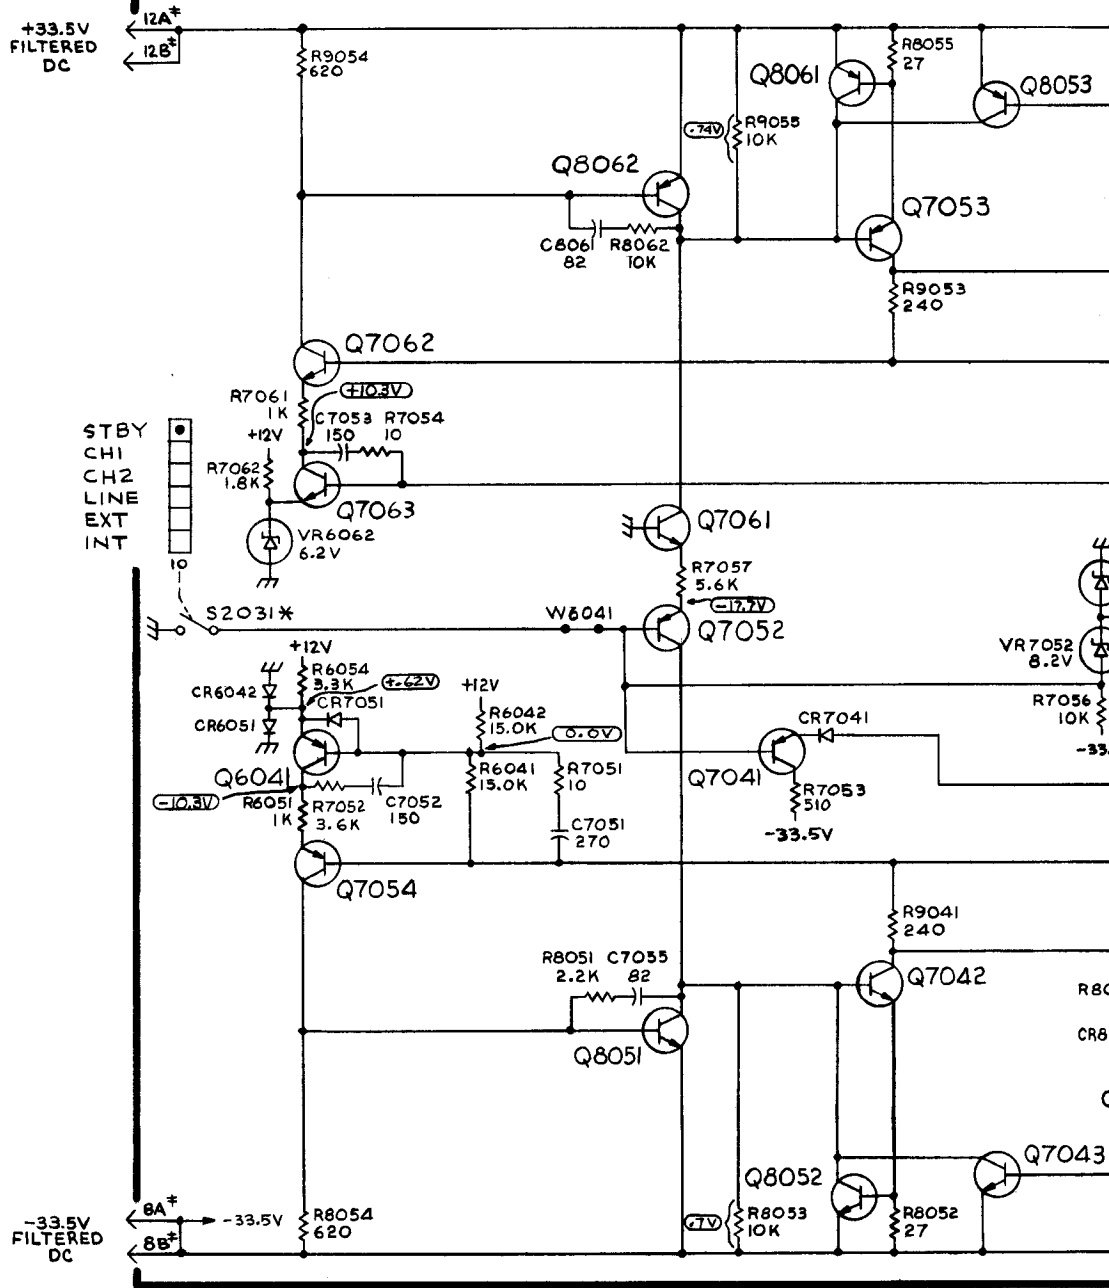 12A*
+33.5V
FILTERED
DC
12B*
R9054
620
Q8062
C8061
82
R8062
10K
.74V
R9055
10K
Q8061
R8055
27
Q8053
Q7053
R9053
240
Q7062
R7061
1K
+10.3V
C7053
150
R7054
10
+12V
R7062
1.8K
Q7063
VR6062
6.2V
STBY
CH1
CH2
LINE
EXT
INT
10
S2031*
W6041
Q7061
R7057
5.6K
Q7052
VR7052
8.2V
R7056
10K
-33.
+12V
R6054
3.3K
+.62V
CR6042
CR7051
CR6051
+12V
R6042
15.0K
0.0V
Q6041
-10.3V
R6051
1K
R7052
3.6K
C7052
150
R6041
15.0K
R7051
10
C7051
270
Q7041
CR7041
R7053
510
-33.5V
Q7054
R9041
240
Q7042
R8051
2.2K
C7055
82
Q8051
R80
CR8
Q8052
R8052
27
Q7043
.7V
R8053
10K
8A*
-33.5V
-33.5V
FILTERED
DC
8B*
R8054
620